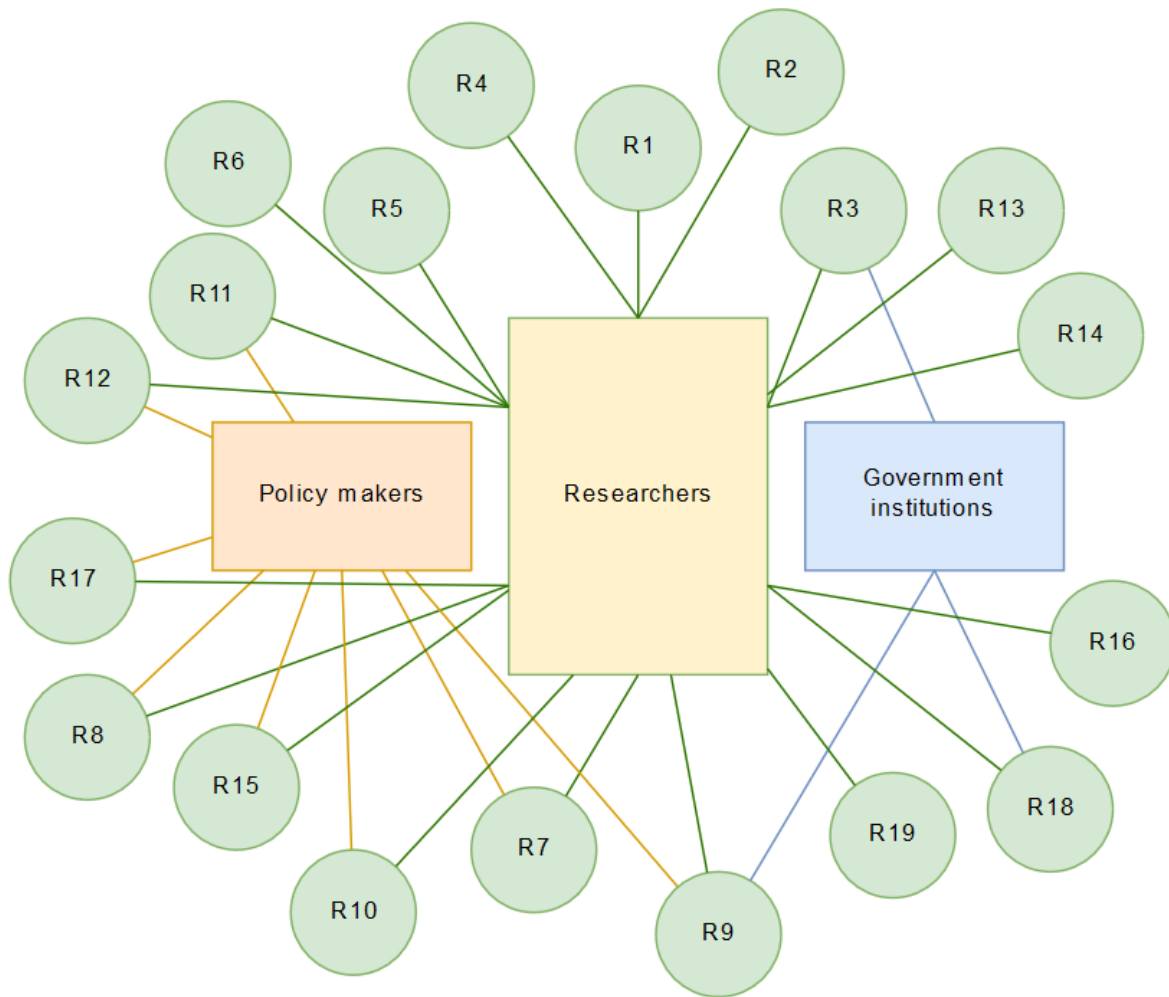 R2
R4
R1
R6
R5
R3
R13
R11
R14
R12
Policy makers
Researchers
Government
institutions
R17
R16
R8
R15
R18
R19
R7
R10
R9